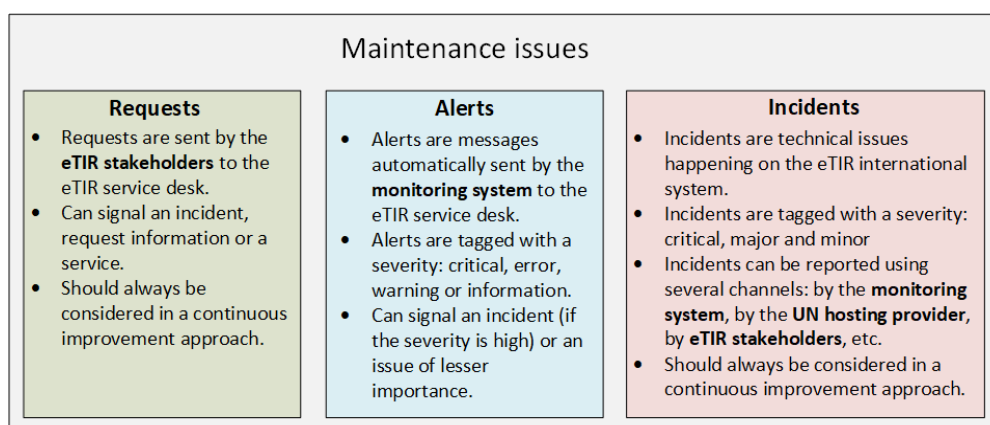 Maintenance issues
Requests
• Requests are sent by the
eTIR stakeholders to the
eTIR service desk.
• Can signal an incident,
request information or a
service.
• Should always be
considered in a continuous
improvement approach.
Alerts
• Alerts are messages
automatically sent by the
monitoring system to the
eTIR service desk.
• Alerts are tagged with a
severity: critical, error,
warning or information.
• Can signal an incident (if
the severity is high) or an
issue of lesser
importance.
Incidents
• Incidents are technical issues
happening on the eTIR international
system.
• Incidents are tagged with a severity:
critical, major and minor
• Incidents can be reported using
several channels: by the monitoring
system, by the UN hosting provider,
by eTIR stakeholders, etc.
• Should always be considered in a
continuous improvement approach.